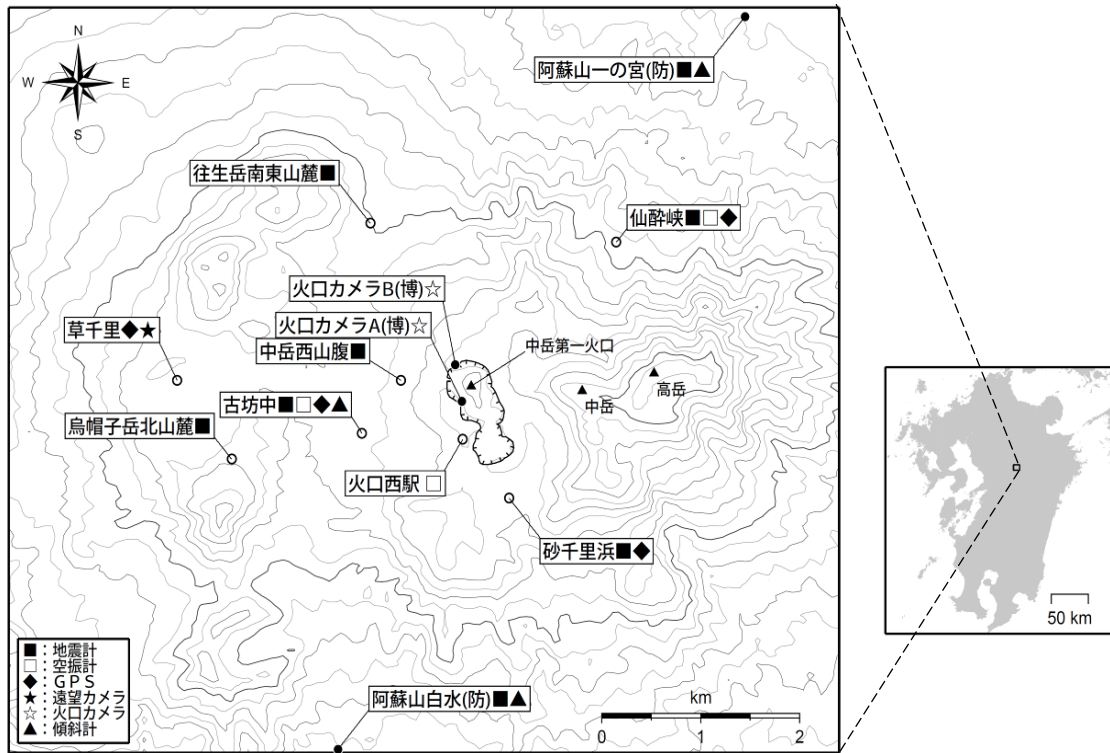 N
W E
S
阿蘇山一の宮(防)■▲
往生岳南東山麓■
仙酔峡■□◆
火口カメラB(博)☆
火口カメラA(博)☆
中岳第一火口
草千里◆★
中岳西山腹■
高岳
中岳
古坊中■□◆▲
烏帽子岳北山麓■
火口西駅 □
砂千里浜■◆
50 km
■:地震計
□:空振計
◆:GPS
★:遠望カメラ
☆:火口カメラ
▲:傾斜計
阿蘇山白水(防)■▲
km
0 1 2